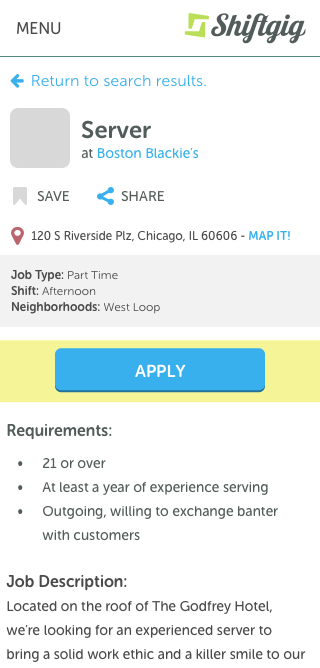 MENU
Shiftgig
Return to search results.
Server
at Boston Blackie's
SAVE
SHARE
120 S Riverside Plz, Chicago, IL 60606 - MAP IT!
Job Type: Part Time
Shift: Afternoon
Neighborhoods: West Loop
APPLY
Requirements:
• 21 or over
• At least a year of experience serving
• Outgoing, willing to exchange banter
with customers
Job Description:
Located on the roof of The Godfrey Hotel,
we're looking for an experienced server to
bring a solid work ethic and a killer smile to our